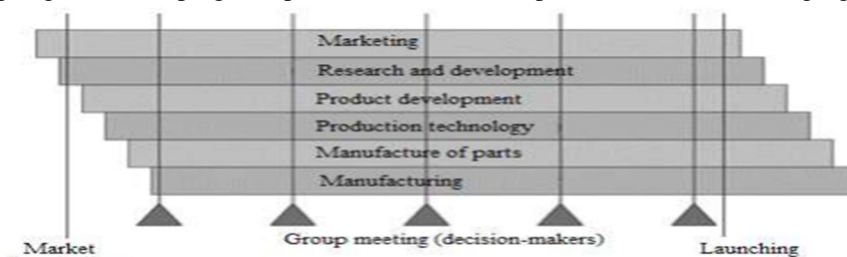 Marketing
Research and development
Product development
Production technology
Manufacture of parts
Manufacturing
Group meeting (decision-makers)
Market
Launching